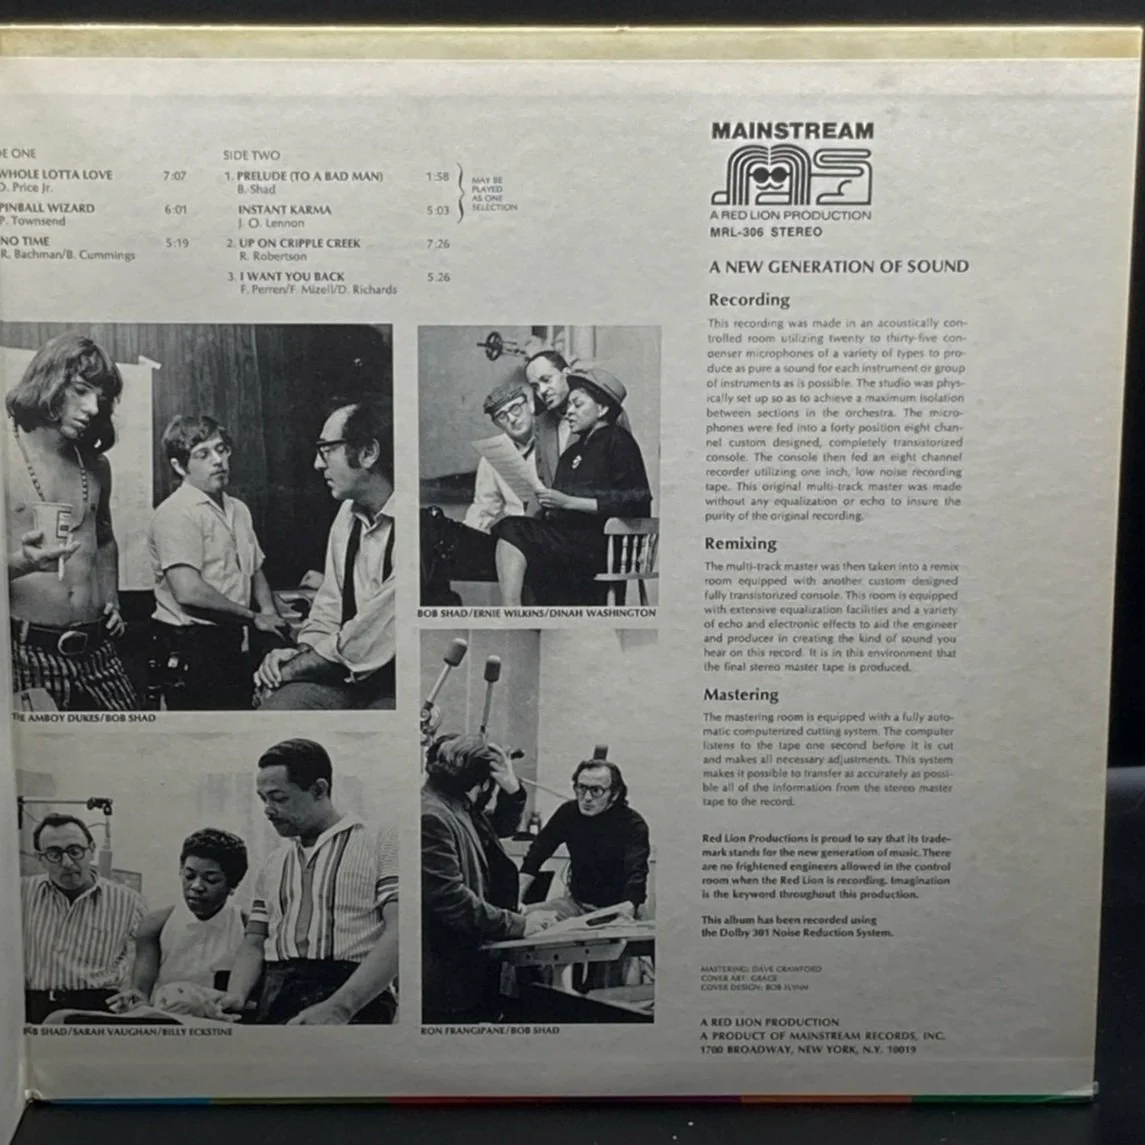 E ONE
WHOLE LOTTA LOVE 7:07
D. Price Jr.
PINBALL WIZARD 6:01
P. Townsend
NO TIME 5:19
R. Bachman/B. Cummings
SIDE TWO
1. PRELUDE (TO A BAD MAN) 1:58
B. Shad
INSTANT KARMA 5:03
J. O. Lennon
2. UP ON CRIPPLE CREEK 7:26
R. Robertson
3. I WANT YOU BACK 5:26
F. Perren/F. Mizell/D. Richards
MAY BE
PLAYED
AS ONE
SELECTION
THE AMBOY DUKES/BOB SHAD
BOB SHAD/ERNIE WILKINS/DINAH WASHINGTON
BOB SHAD/SARAH VAUGHAN/BILLY ECKSTINE
RON FRANGIPANE/BOB SHAD
MAINSTREAM
A RED LION PRODUCTION
MRL-306 STEREO
A NEW GENERATION OF SOUND
Recording
This recording was made in an acoustically con-
trolled room utilizing twenty to thirty-five con-
denser microphones of a variety of types to pro-
duce as pure a sound for each instrument or group
of instruments as is possible. The studio was phys-
ically set up so as to achieve a maximum isolation
between sections in the orchestra. The micro-
phones were fed into a forty position eight chan-
nel custom designed, completely transistorized
console. The console then fed an eight channel
recorder utilizing one inch, low noise recording
tape. This original multi-track master was made
without any equalization or echo to insure the
purity of the original recording.
Remixing
The multi-track master was then taken into a remix
room equipped with another custom designed
fully transistorized console. This room is equipped
with extensive equalization facilities and a variety
of echo and electronic effects to aid the engineer
and producer in creating the kind of sound you
hear on this record. It is in this environment that
the final stereo master tape is produced.
Mastering
The mastering room is equipped with a fully auto-
matic computerized cutting system. The computer
listens to the tape one second before it is cut
and makes all necessary adjustments. This system
makes it possible to transfer as accurately as possi-
ble all of the information from the stereo master
tape to the record.
Red Lion Productions is proud to say that its trade-
mark stands for the new generation of music. There
are no frightened engineers allowed in the control
room when the Red Lion is recording. Imagination
is the keyword throughout this production.
This album has been recorded using
the Dolby 301 Noise Reduction System.
MASTERING: DAVE CRAWFORD
COVER ART: GRACE
COVER DESIGN: BOB FLYNN
A RED LION PRODUCTION
A PRODUCT OF MAINSTREAM RECORDS, INC.
1700 BROADWAY, NEW YORK, N.Y. 10019